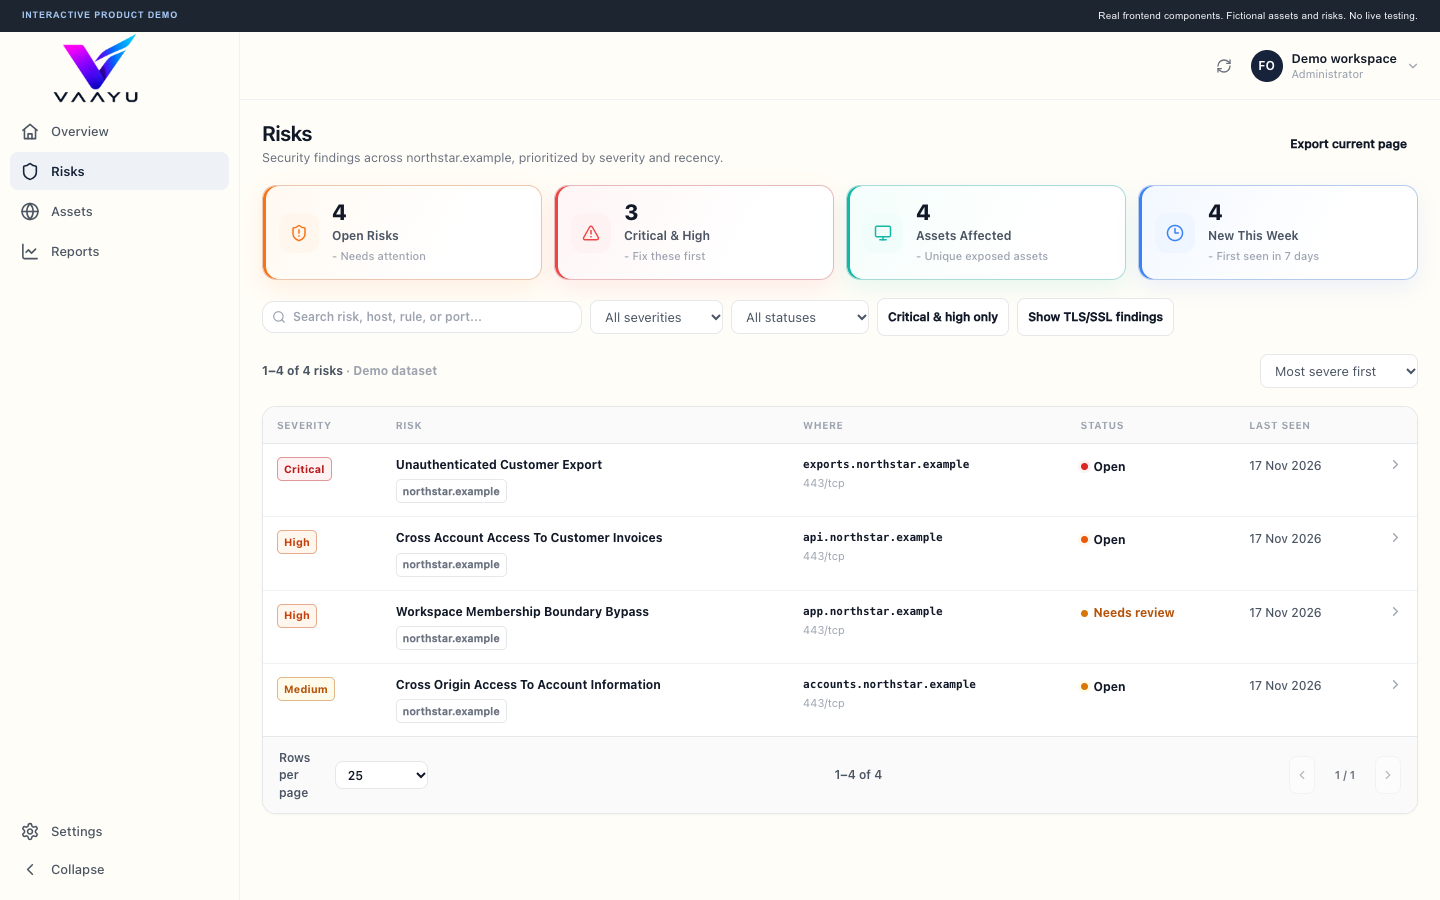 INTERACTIVE PRODUCT DEMO
Real frontend components. Fictional assets and risks. No live testing.
VAAYU
FO
Demo workspace
Administrator
Overview
Risks
Assets
Reports
Settings
Collapse
Risks
Security findings across northstar.example, prioritized by severity and recency.
Export current page
4
Open Risks
- Needs attention
3
Critical & High
- Fix these first
4
Assets Affected
- Unique exposed assets
4
New This Week
- First seen in 7 days
Search risk, host, rule, or port...
All severities
All statuses
Critical & high only
Show TLS/SSL findings
1–4 of 4 risks · Demo dataset
Most severe first
SEVERITY RISK WHERE STATUS LAST SEEN
Critical Unauthenticated Customer Export exports.northstar.example Open 17 Nov 2026
northstar.example 443/tcp
High Cross Account Access To Customer Invoices api.northstar.example Open 17 Nov 2026
northstar.example 443/tcp
High Workspace Membership Boundary Bypass app.northstar.example Needs review 17 Nov 2026
northstar.example 443/tcp
Medium Cross Origin Access To Account Information accounts.northstar.example Open 17 Nov 2026
northstar.example 443/tcp
Rows
per
page
25
1–4 of 4
1 / 1